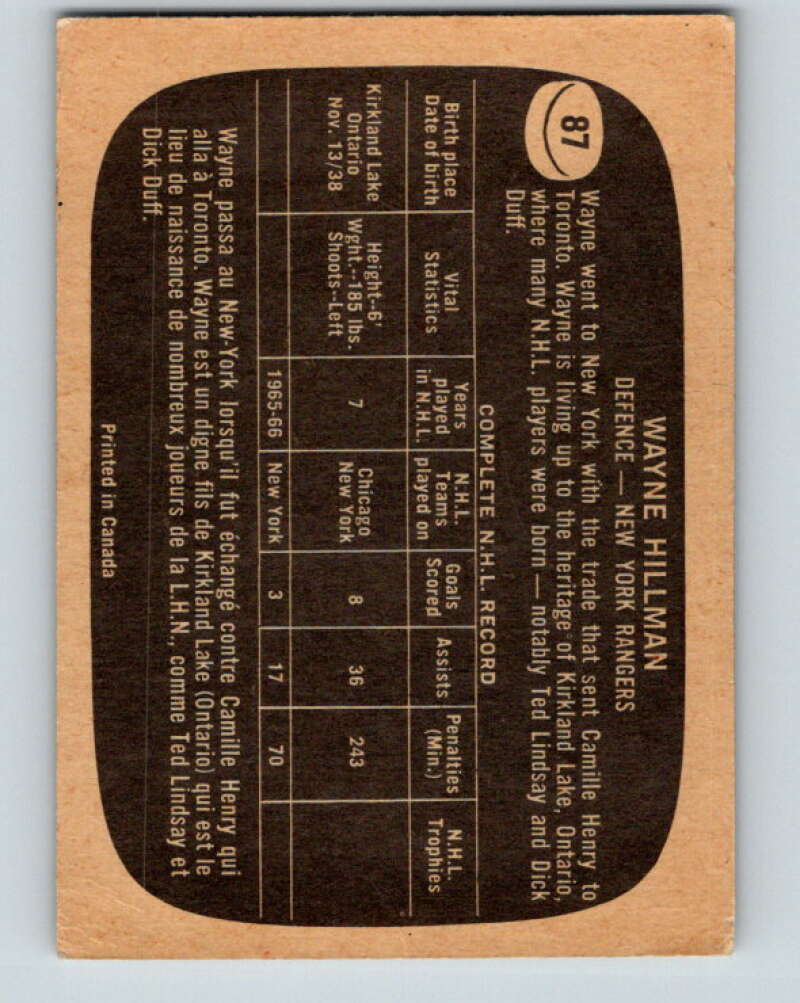 87
WAYNE HILLMAN
DEFENCE — NEW YORK RANGERS
Wayne went to New York with the trade that sent Camille Henry to
Toronto. Wayne is living up to the heritage of Kirkland Lake, Ontario,
where many N.H.L. players were born — notably Ted Lindsay and Dick
Duff.
COMPLETE N.H.L. RECORD
Birth place
Date of birth
Vital
Statistics
Years
played
in N.H.L.
N.H.L.
Teams
played on
Goals
Scored
Assists
Penalties
(Min.)
N.H.L.
Trophies
Kirkland Lake
Ontario
Nov. 13/38
Height--6'
Wght.--185 lbs.
Shoots--Left
7
Chicago
New York
8
36
243
1965-66
New York
3
17
70
Wayne passa au New-York lorsqu'il fut échangé contre Camille Henry qui
alla à Toronto. Wayne est un digne fils de Kirkland Lake (Ontario) qui est le
lieu de naissance de nombreux joueurs de la L.H.N., comme Ted Lindsay et
Dick Duff.
Printed in Canada